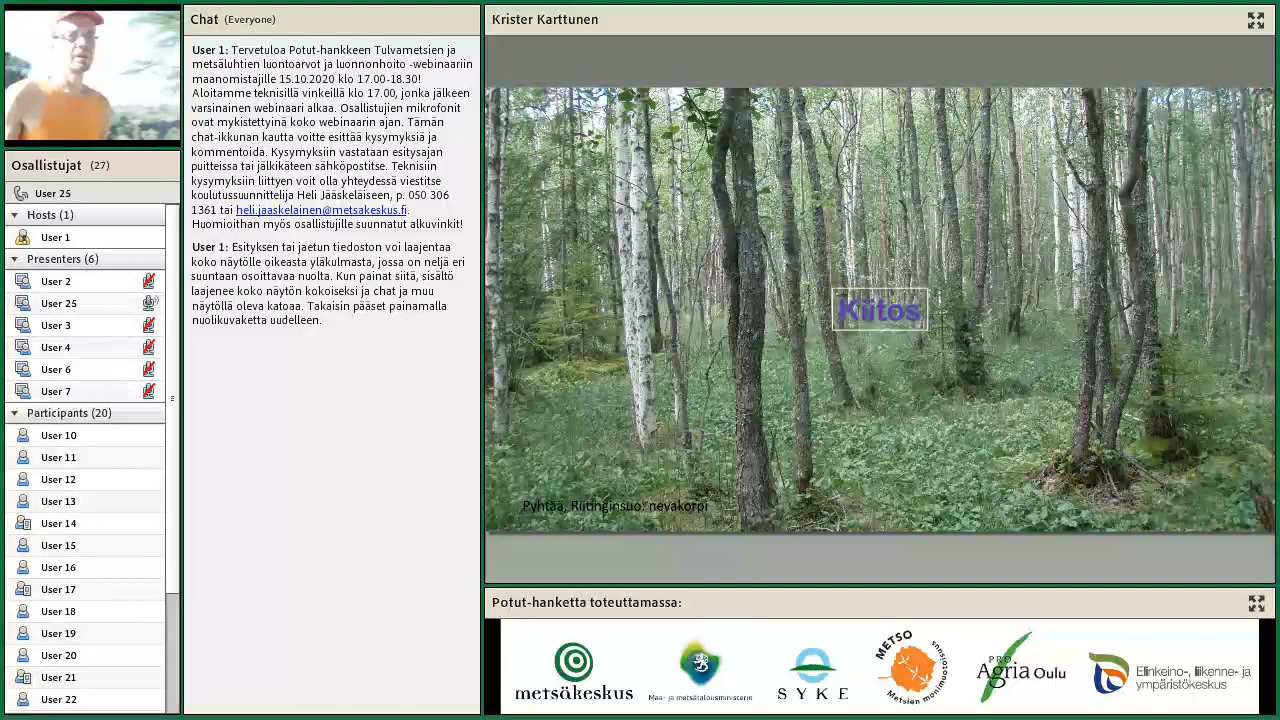 Chat (Everyone)
User 1: Tervetuloa Potut-hankkeen Tulvametsien ja
metsäluhtien luontoarvot ja luonnonhoito -webinaariin
maanomistajille 15.10.2020 klo 17.00-18.30!
Aloitamme teknisillä vinkeillä klo 17.00, jonka jälkeen
varsinainen webinaari alkaa. Osallistujien mikrofonit
ovat mykistettyinä koko webinaarin ajan. Tämän
chat-ikkunan kautta voitte esittää kysymyksiä ja
kommentoida. Kysymyksiin vastataan esitysajan
puitteissa tai jälkikäteen sähköpostitse. Teknisiin
kysymyksiin liittyen voit olla yhteydessä viestitse
koulutussuunnittelija Heli Jääskeläiseen, p. 050 306
1361 tai heli.jaaskelainen@metsakeskus.fi.
Huomioithan myös osallistujille suunnatut alkuvinkit!
User 1: Esityksen tai jaetun tiedoston voi laajentaa
koko näytölle oikeasta yläkulmasta, jossa on neljä eri
suuntaan osoittavaa nuolta. Kun painat siitä, sisältö
laajenee koko näytön kokoiseksi ja chat ja muu
näytöllä oleva katoaa. Takaisin pääset painamalla
nuolikuvaketta uudelleen.
Osallistujat (27)
User 25
Hosts (1)
User 1
Presenters (6)
User 2
User 25
User 3
User 4
User 6
User 7
Participants (20)
User 10
User 11
User 12
User 13
User 14
User 15
User 16
User 17
User 18
User 19
User 20
User 21
User 22
Krister Karttunen
Kiitos
Pyhtää, Riitinginsuo: nevakorpi
Potut-hanketta toteuttamassa:
metsäkeskus
Maa- ja metsätalousministeriö
SYKE
METSO
Metsien monimuotoisuus
PRO
Agria Oulu
Elinkeino-, liikenne- ja
ympäristökeskus